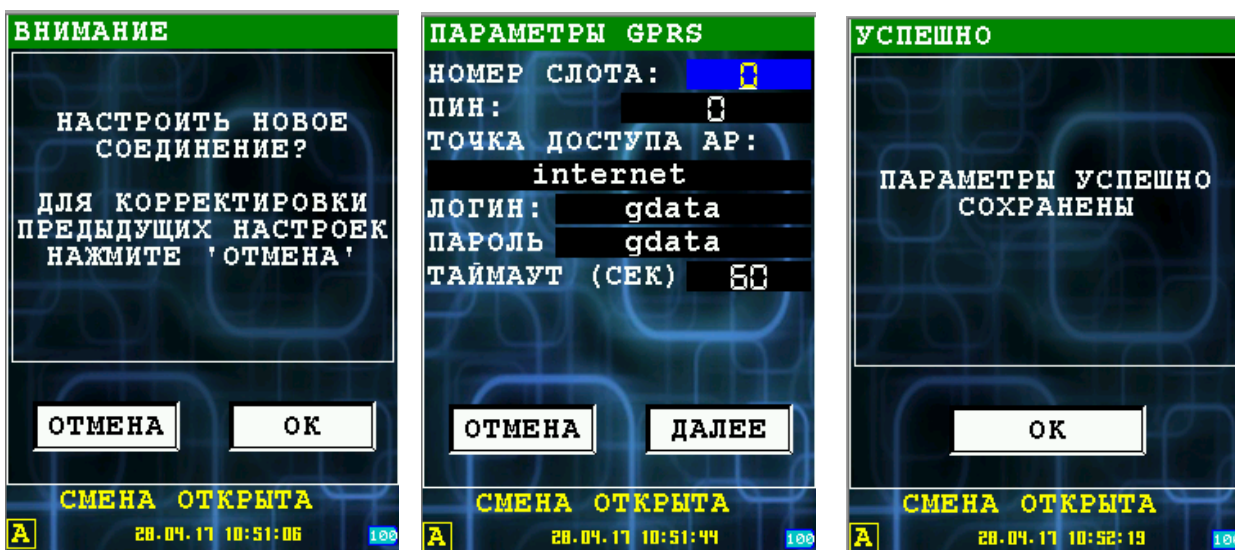 ВНИМАНИЕ
НАСТРОИТЬ НОВОЕ
СОЕДИНЕНИЕ?
ДЛЯ КОРРЕКТИРОВКИ
ПРЕДЫДУЩИХ НАСТРОЕК
НАЖМИТЕ 'ОТМЕНА'
ОТМЕНА
ОК
СМЕНА ОТКРЫТА
A
28.04.17 10:51:06
100
ПАРАМЕТРЫ GPRS
НОМЕР СЛОТА: 0
ПИН: 0
ТОЧКА ДОСТУПА AP:
internet
ЛОГИН: gdata
ПАРОЛЬ gdata
ТАЙМАУТ (СЕК) 60
ОТМЕНА
ДАЛЕЕ
СМЕНА ОТКРЫТА
A
28.04.17 10:51:44
100
УСПЕШНО
ПАРАМЕТРЫ УСПЕШНО
СОХРАНЕНЫ
ОК
СМЕНА ОТКРЫТА
A
28.04.17 10:52:19
100